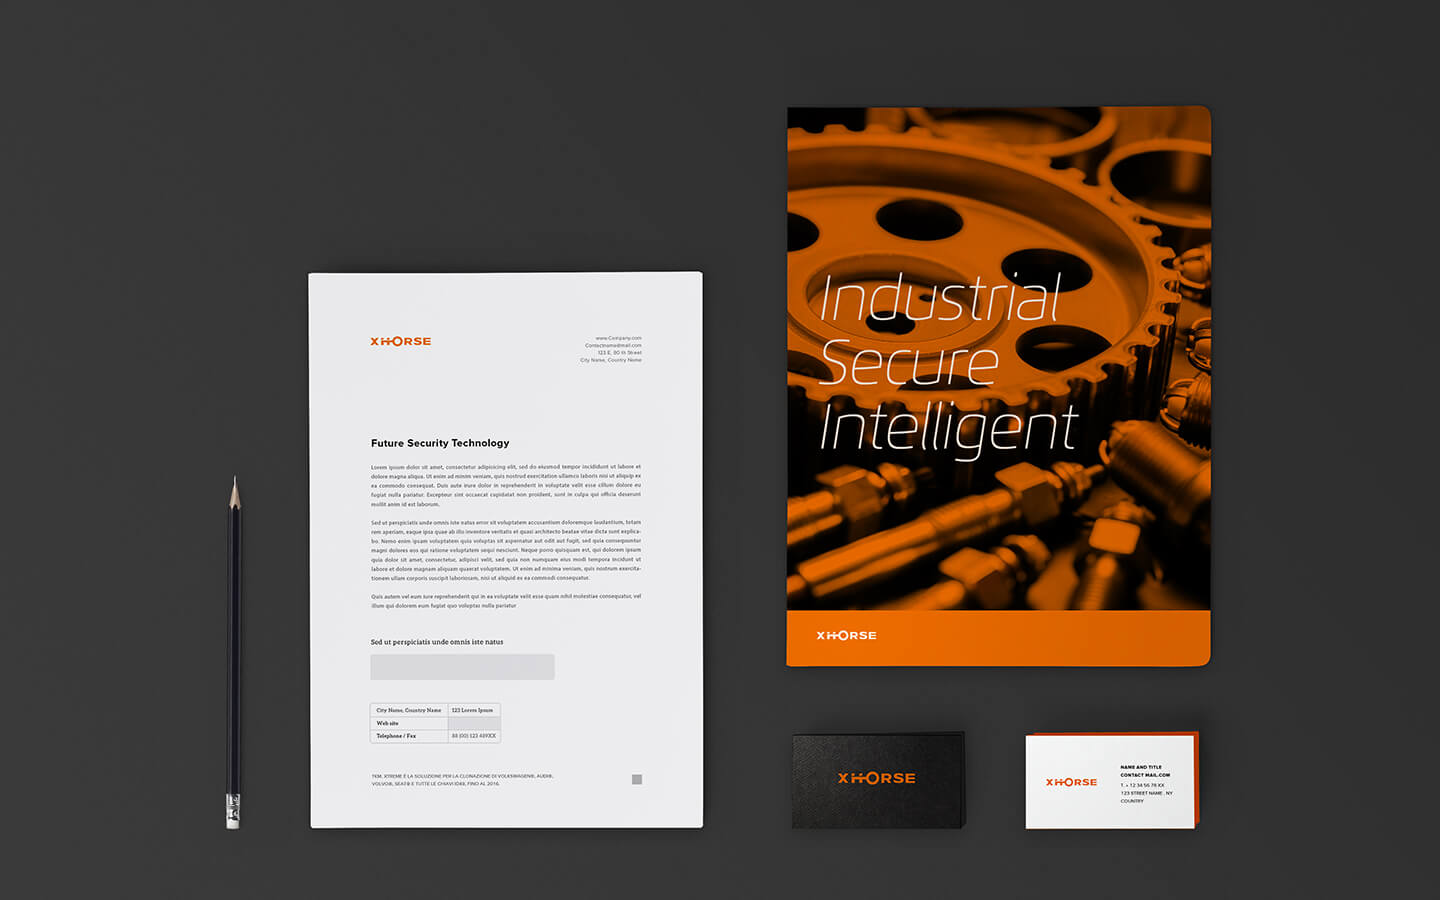 XHORSE
www.Company.com
Contactname@mail.com
123 E, 80 th Street
City Name, Country Name
Future Security Technology
Lorem ipsum dolor sit amet, consectetur adipisicing elit, sed do eiusmod tempor incididunt ut labore et
dolore magna aliqua. Ut enim ad minim veniam, quis nostrud exercitation ullamco laboris nisi ut aliquip ex
ea commodo consequat. Duis aute irure dolor in reprehenderit in voluptate velit esse cillum dolore eu
fugiat nulla pariatur. Excepteur sint occaecat cupidatat non proident, sunt in culpa qui officia deserunt
mollit anim id est laborum.
Sed ut perspiciatis unde omnis iste natus error sit voluptatem accusantium doloremque laudantium, totam
rem aperiam, eaque ipsa quae ab illo inventore veritatis et quasi architecto beatae vitae dicta sunt explica-
bo. Nemo enim ipsam voluptatem quia voluptas sit aspernatur aut odit aut fugit, sed quia consequuntur
magni dolores eos qui ratione voluptatem sequi nesciunt. Neque porro quisquam est, qui dolorem ipsum
quia dolor sit amet, consectetur, adipisci velit, sed quia non numquam eius modi tempora incidunt ut
labore et dolore magnam aliquam quaerat voluptatem. Ut enim ad minima veniam, quis nostrum exercita-
tionem ullam corporis suscipit laboriosam, nisi ut aliquid ex ea commodi consequatur.
Quis autem vel eum iure reprehenderit qui in ea voluptate velit esse quam nihil molestiae consequatur, vel
illum qui dolorem eum fugiat quo voluptas nulla pariatur
Sed ut perspiciatis unde omnis iste natus
City Name, Country Name 123 Lorem Ipsum
Web site
Telephone / Fax 88 (00) 123 489XX
TKM. XTREME È LA SOLUZIONE PER LA CLONAZIONE DI VOLKSWAGEN®, AUDI®,
VOLVO®, SEAT® E TUTTE LE CHIAVI ID88, FINO AL 2016.
Industrial
Secure
Intelligent
XHORSE
XHORSE
XHORSE
NAME AND TITLE
CONTACT MAIL.COM
T. + 12 34 56 78 XX
123 STREET NAME , NY
COUNTRY